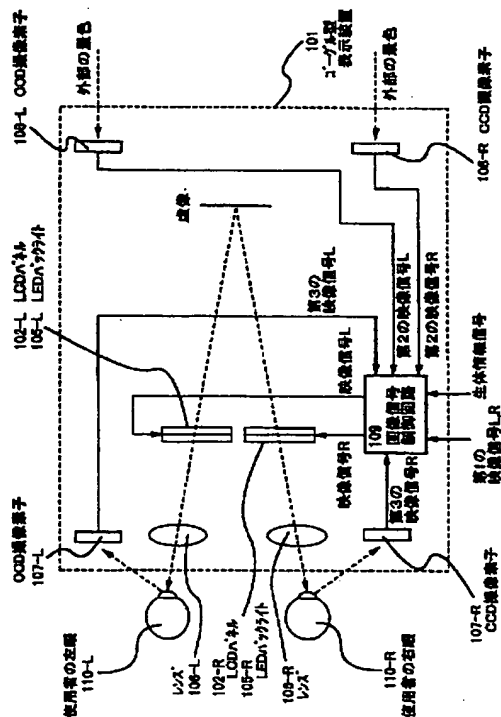 使用者の右眼
110-R
102-R LCDパネル
105-R LEDバックライト
106-R
レンズ
レンズ
106-L
使用者の左眼
110-L
107-R
CCD撮像素子
CCD撮像素子
107-L
102-L LCDパネル
105-L LEDバックライト
第1の
映像信号L,R
生体情報信号
第3の
映像信号R
109
画像信号
制御回路
映像信号R
映像信号L
第3の
映像信号L
第2の映像信号L
第2の映像信号R
虚像
108-R CCD撮像素子
外部の景色
108-L CCD撮像素子
外部の景色
101
ゴーグル型
表示装置